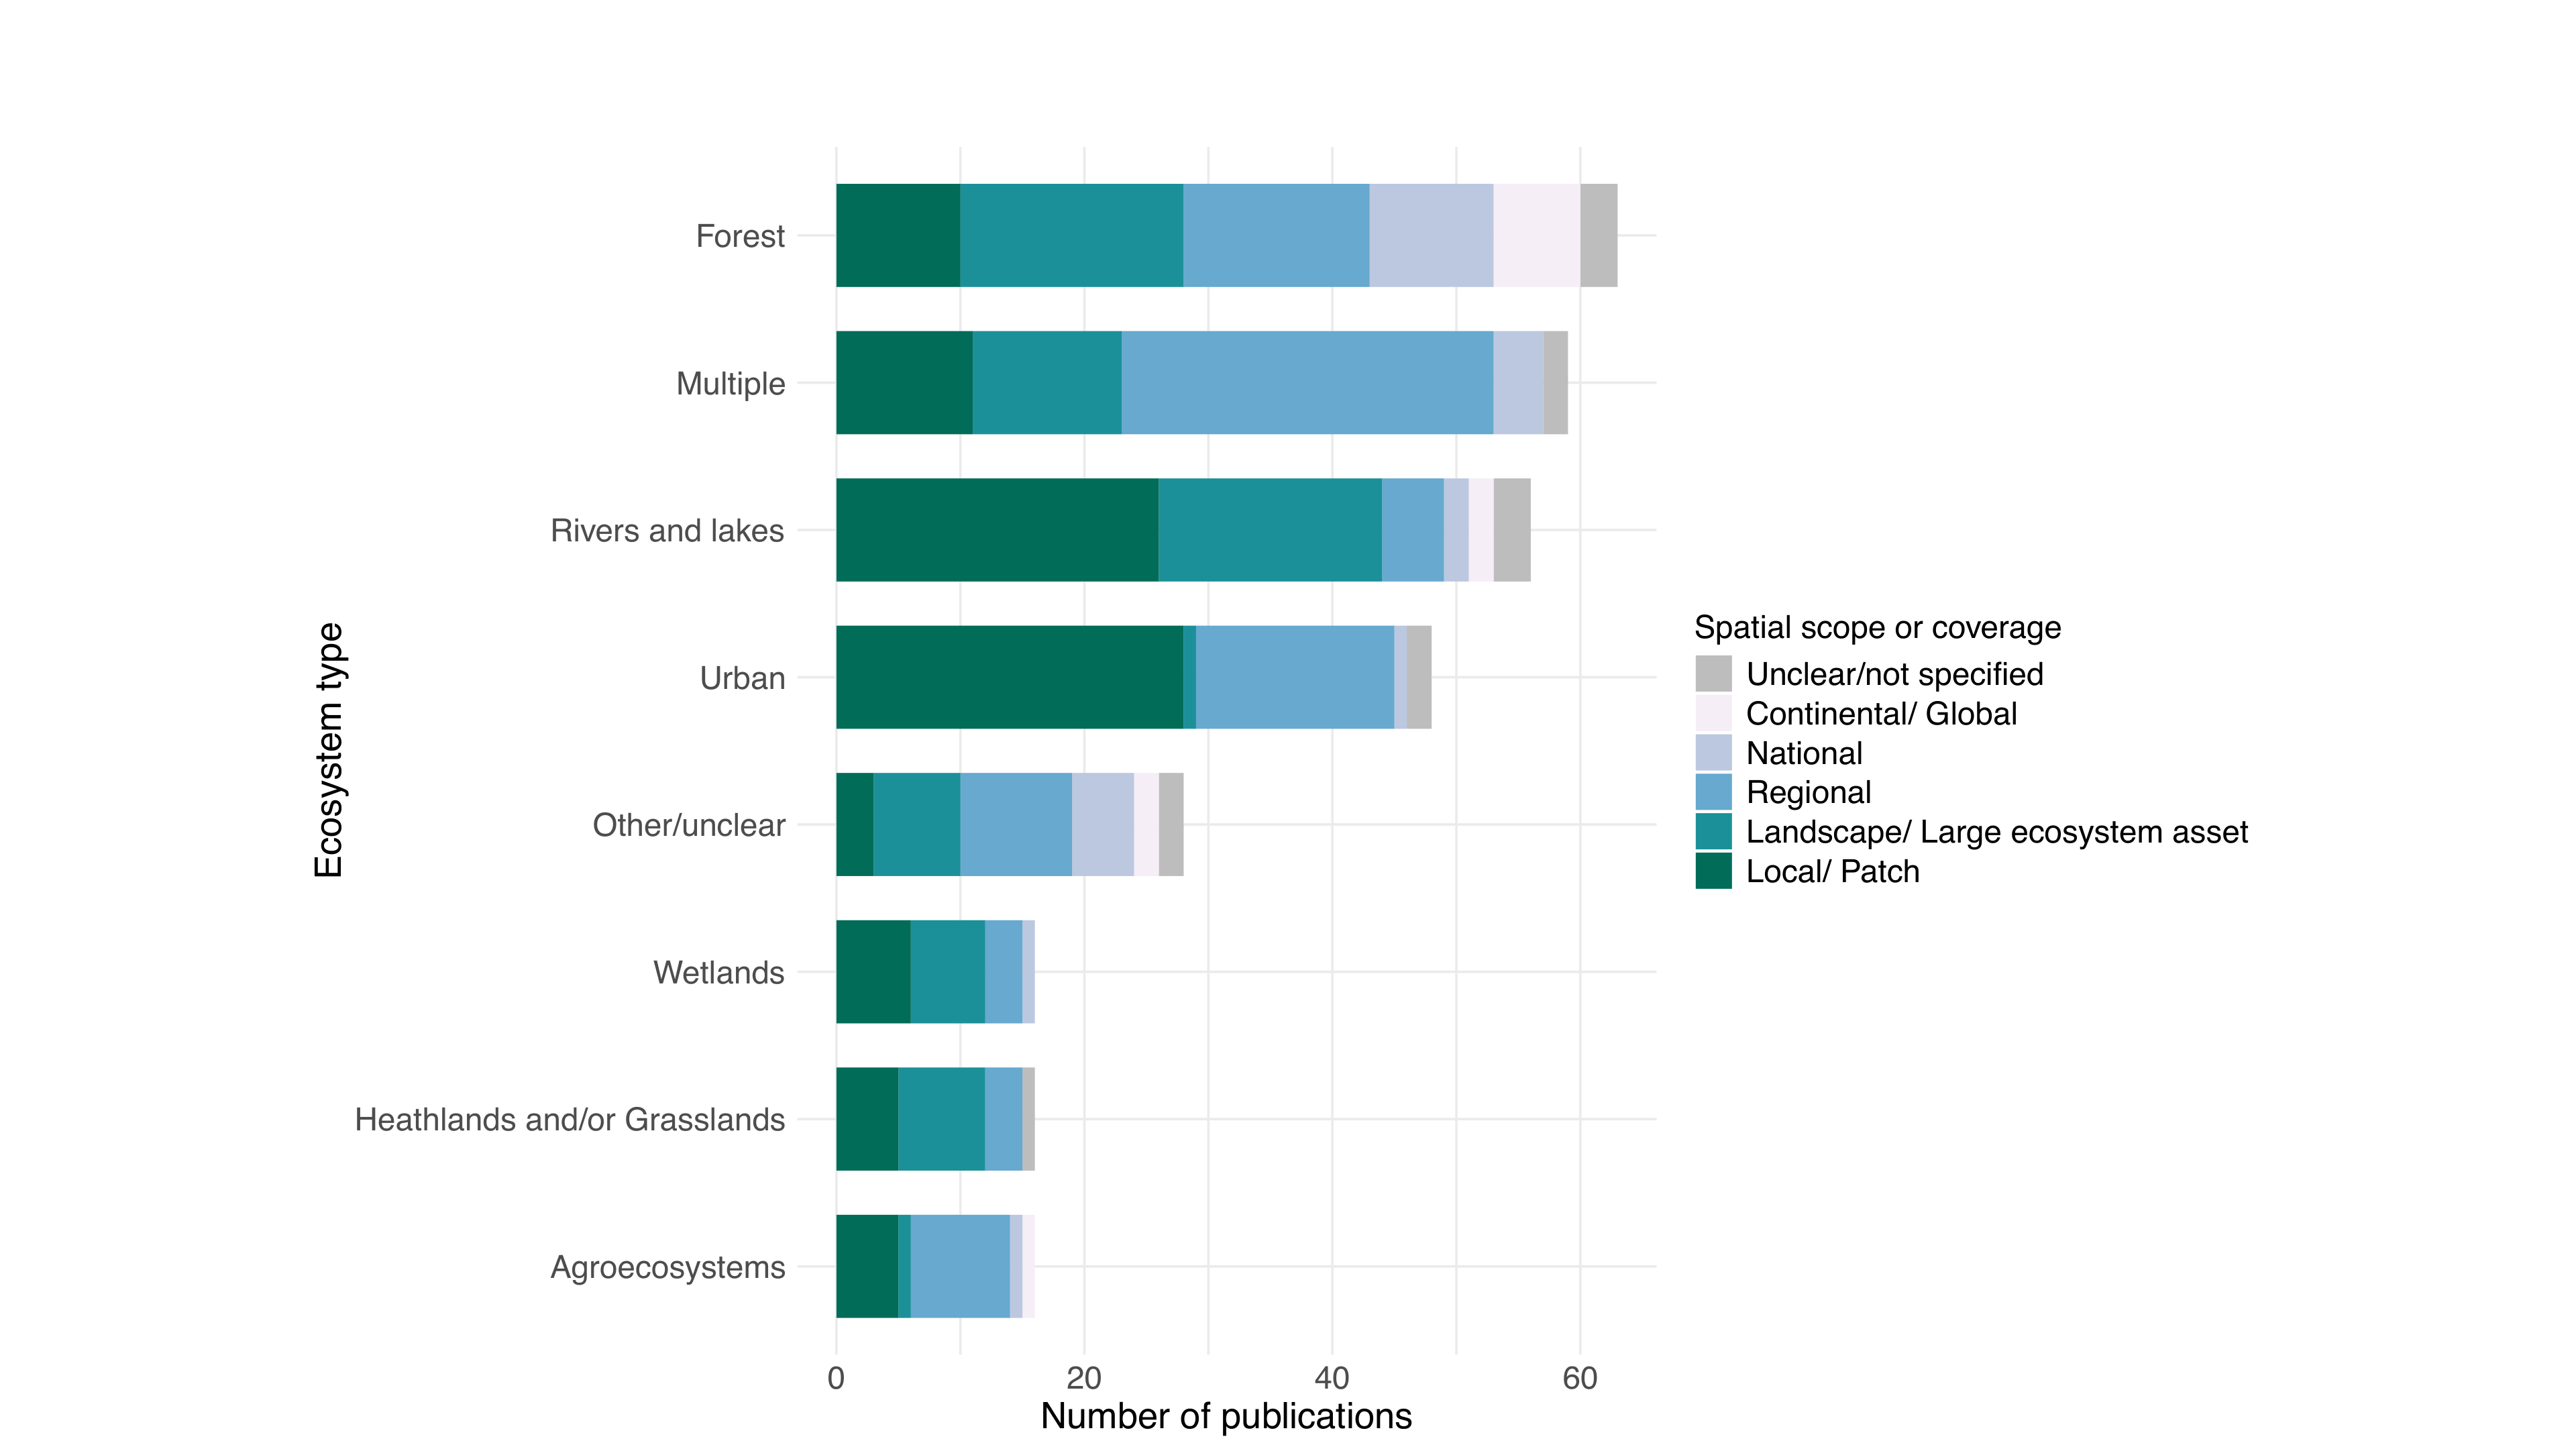 Forest
Multiple
Rivers and lakes
Urban
Other/unclear
Wetlands
Heathlands and/or Grasslands
Agroecosystems
Ecosystem type
0 20 40 60
Number of publications
Spatial scope or coverage
Unclear/not specified
Continental/ Global
National
Regional
Landscape/ Large ecosystem asset
Local/ Patch